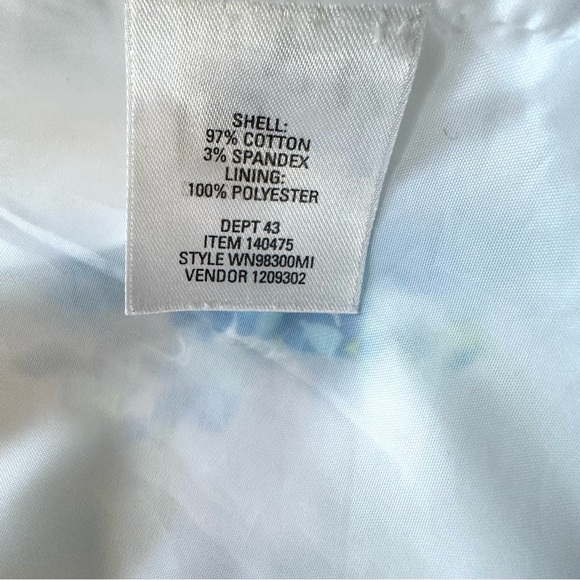 SHELL:
97% COTTON
3% SPANDEX
LINING:
100% POLYESTER
DEPT 43
ITEM 140475
STYLE WN98300MI
VENDOR 1209302